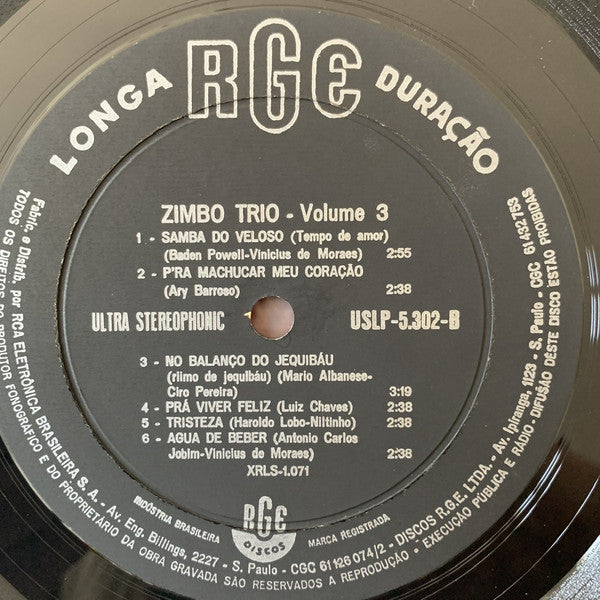 LONGA RGE DURAÇÃO
ZIMBO TRIO - Volume 3
1 - SAMBA DO VELOSO (Tempo de amor)
(Baden Powell-Vinicius de Moraes) 2:55
2 - P'RA MACHUCAR MEU CORAÇÃO
(Ary Barroso) 2:38
ULTRA STEREOPHONIC USLP-5.302-B
3 - NO BALANÇO DO JEQUIBÁU
(riimo de jequibáu) (Mario Albanese-
Ciro Pereira) 3:19
4 - PRÁ VIVER FELIZ (Luiz Chaves) 2:38
5 - TRISTEZA (Haroldo Lobo-Niltinho) 2:38
6 - AGUA DE BEBER (Antonio Carlos
Jobim-Vinicius de Moraes) 2:38
XRLS-1.071
INDÚSTRIA BRASILEIRA
RGE
DISCOS
MARCA REGISTRADA
Fabric. e Distrib. por RCA ELETRÔNICA BRASILEIRA S. A. - Av. Eng. Billings, 2227 - S. Paulo - CGC 61 126 074/2 - DISCOS R.G.E. LTDA. - Av. Ipiranga, 1123 - S. Paulo - CGC 61 432 753
TODOS OS DIREITOS DO PRODUTOR FONOGRÁFICO E DO PROPRIETÁRIO DA OBRA GRAVADA SÃO RESERVADOS A REPRODUÇÃO - EXECUÇÃO PÚBLICA E RÁDIO-DIFUSÃO DÊSTE DISCO ESTÃO PROIBIDAS